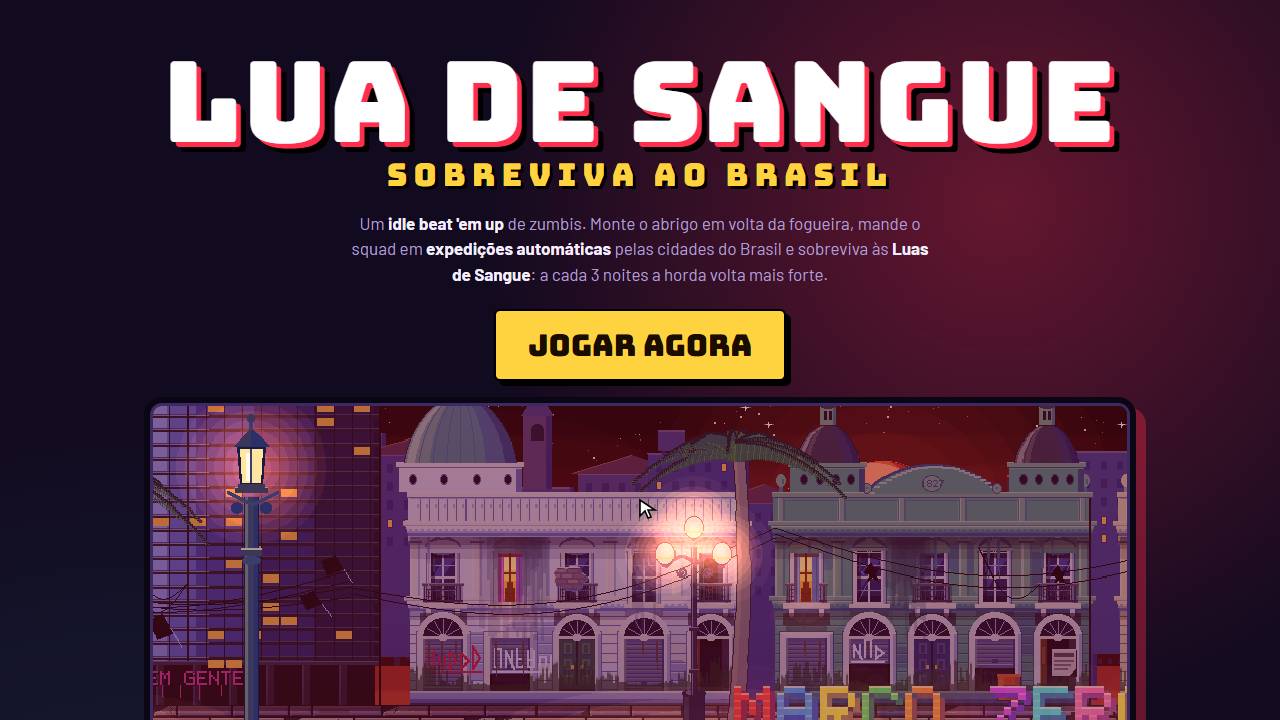 LUA DE SANGUE
SOBREVIVA AO BRASIL
Um idle beat 'em up de zumbis. Monte o abrigo em volta da fogueira, mande o
squad em expedições automáticas pelas cidades do Brasil e sobreviva às Luas
de Sangue: a cada 3 noites a horda volta mais forte.
JOGAR AGORA
1827
EM GENTE